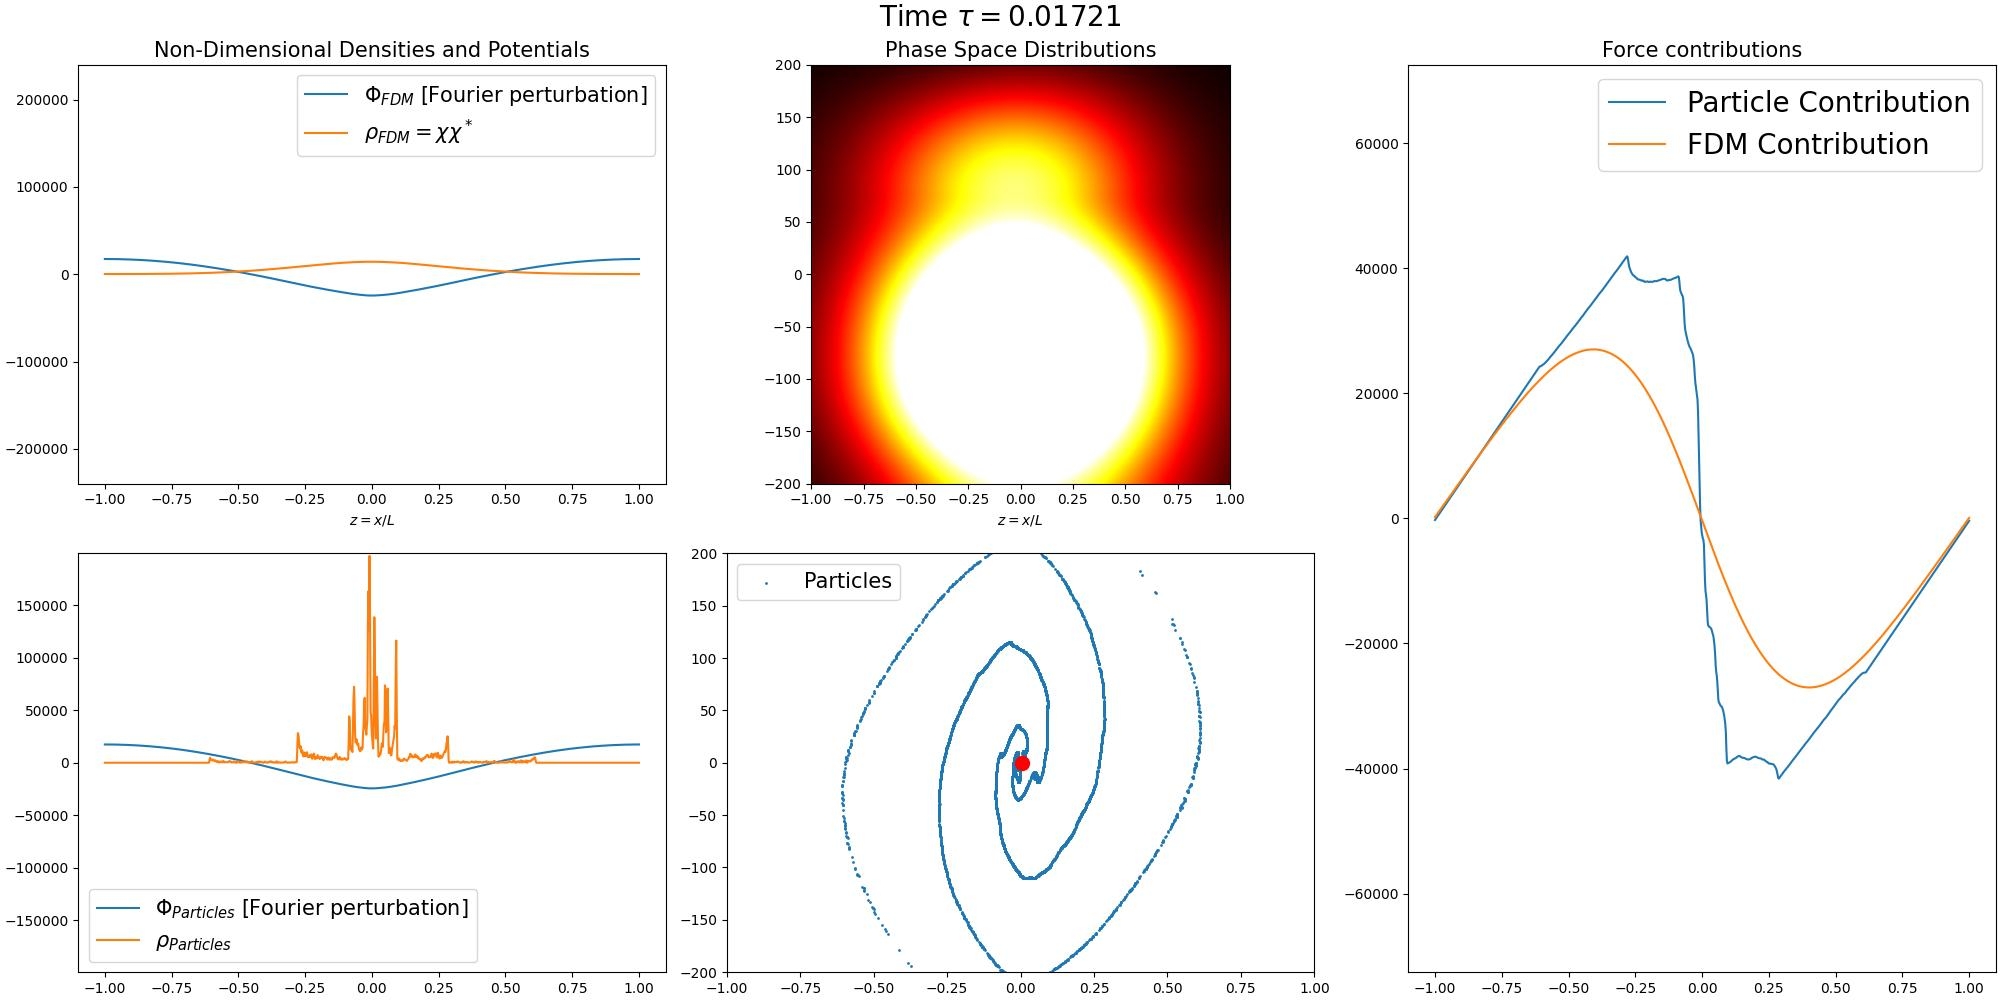 Time τ = 0.01721
Non-Dimensional Densities and Potentials
200000
100000
0
−100000
−200000
Φ_FDM [Fourier perturbation]
ρ_FDM = χχ*
−1.00 −0.75 −0.50 −0.25 0.00 0.25 0.50 0.75 1.00
z = x/L
Phase Space Distributions
200
150
100
50
0
−50
−100
−150
−200
−1.00 −0.75 −0.50 −0.25 0.00 0.25 0.50 0.75 1.00
z = x/L
Force contributions
Particle Contribution
FDM Contribution
60000
40000
20000
0
−20000
−40000
−60000
−1.00 −0.75 −0.50 −0.25 0.00 0.25 0.50 0.75 1.00
150000
100000
50000
0
−50000
−100000
−150000
Φ_Particles [Fourier perturbation]
ρ_Particles
−1.00 −0.75 −0.50 −0.25 0.00 0.25 0.50 0.75 1.00
Particles
200
150
100
50
0
−50
−100
−150
−200
−1.00 −0.75 −0.50 −0.25 0.00 0.25 0.50 0.75 1.00